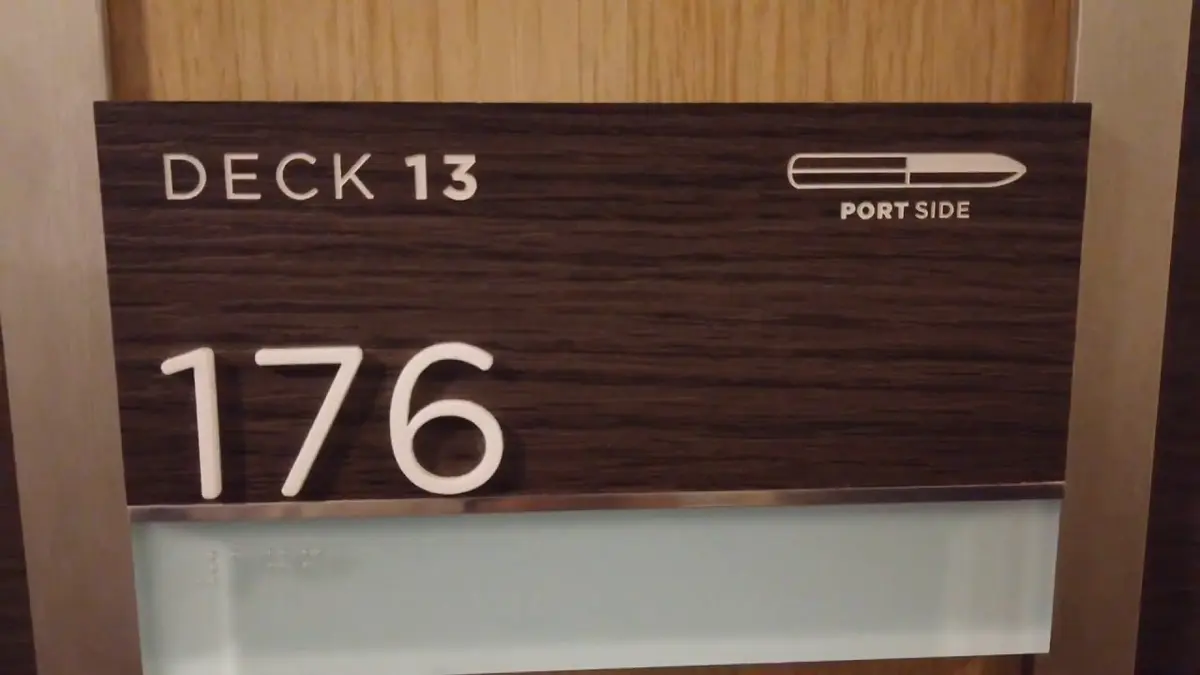 DECK 13
PORT SIDE
176